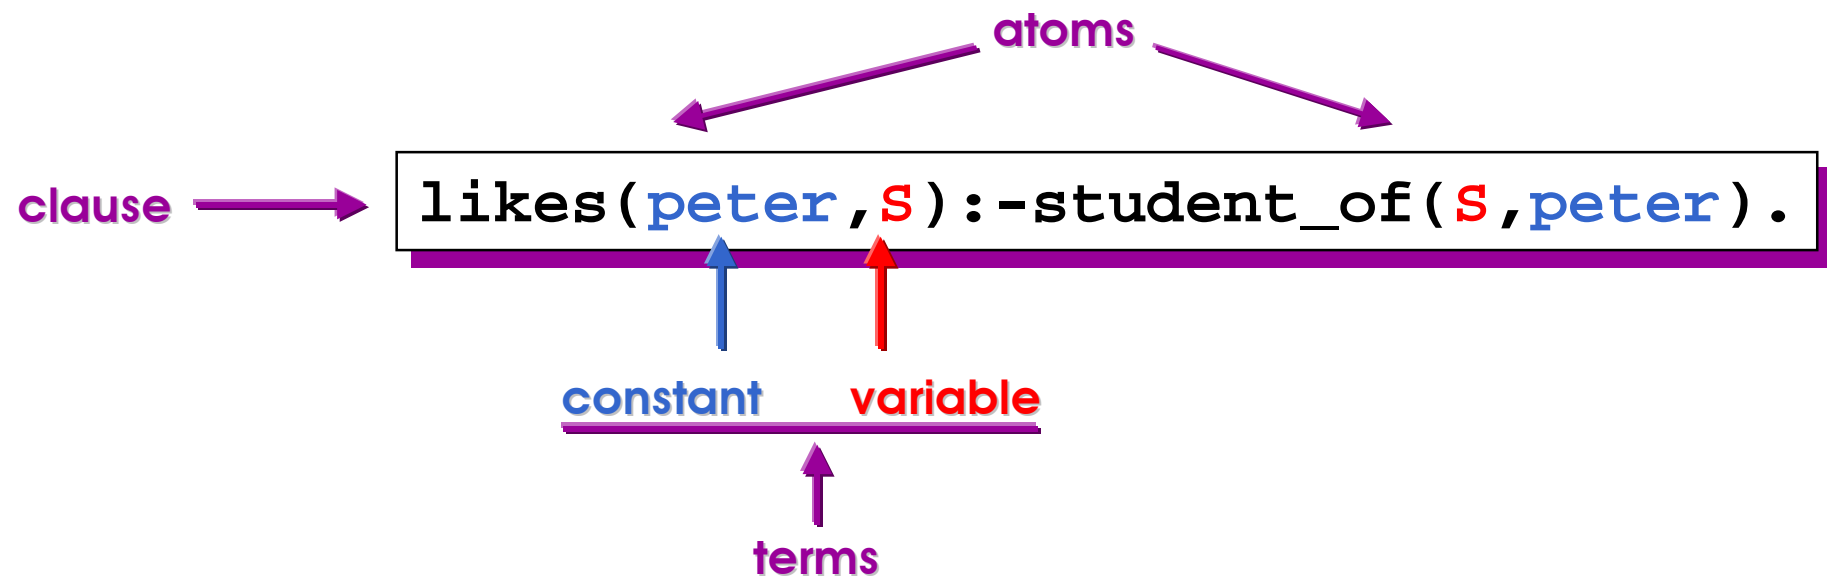 atoms
clause
likes(peter,S):-student_of(S,peter).
constant variable
terms